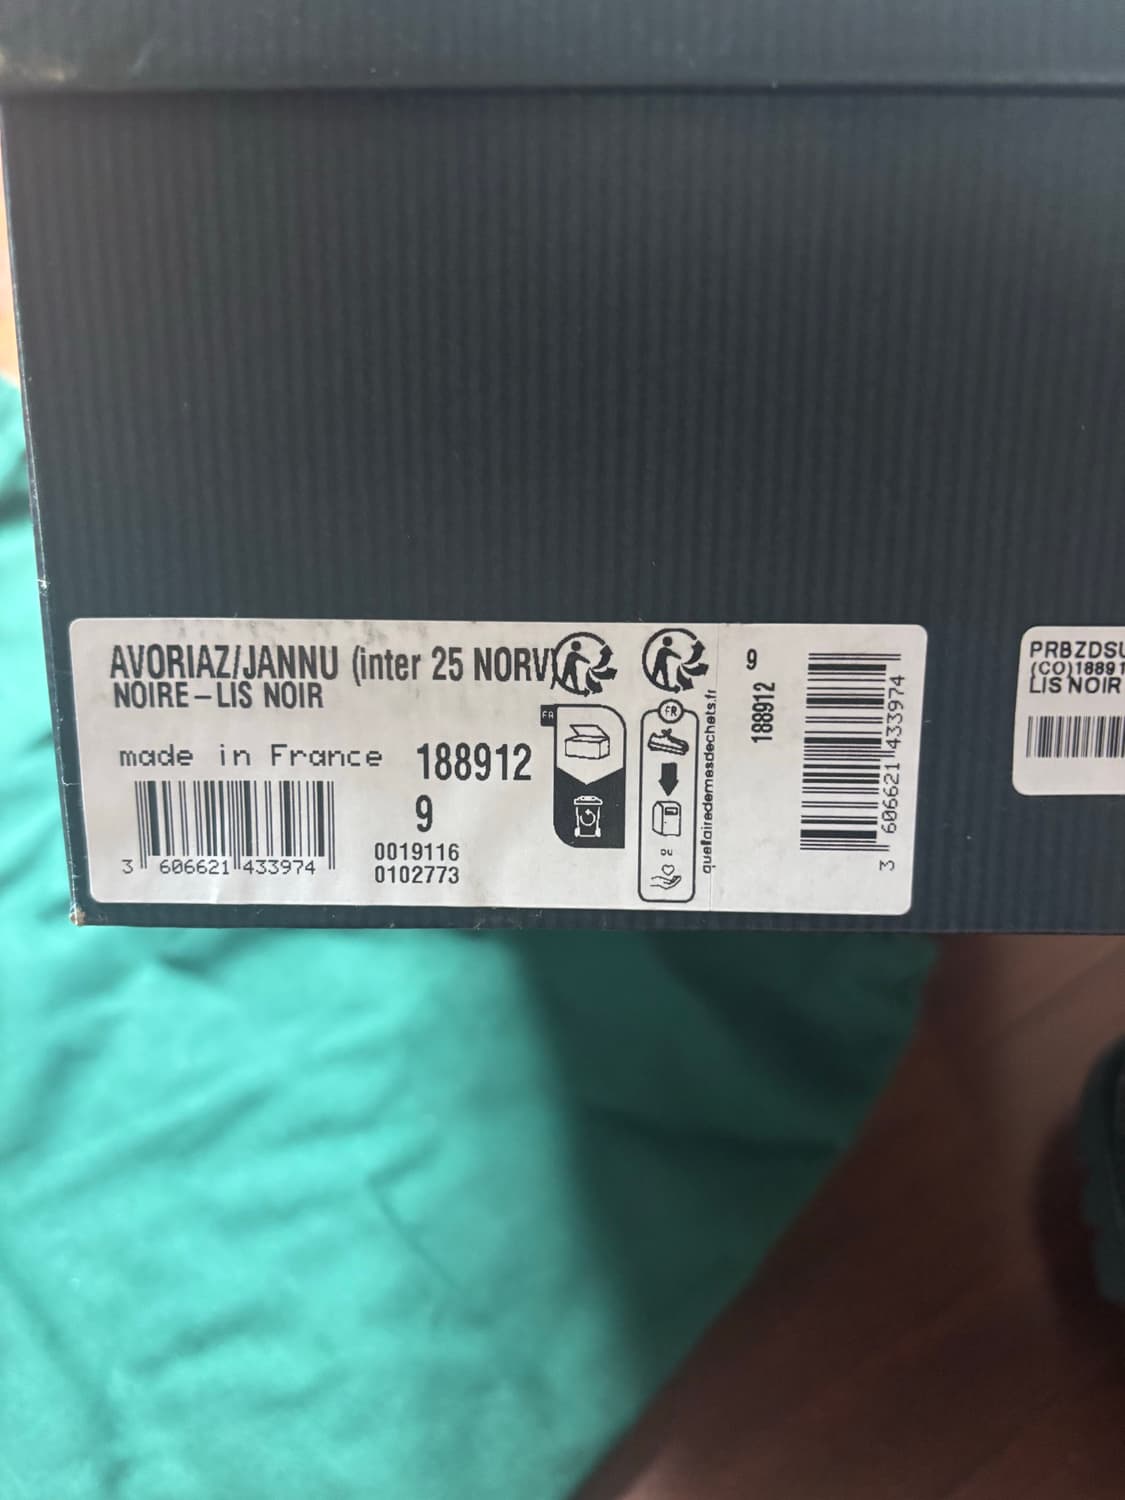 AVORIAZ/JANNU (inter 25 NORV)
NOIRE-LIS NOIR
made in France 188912
9
0019116
0102773
3 606621 433974
FR
FR
ou
quefairedemesdechets.fr
9
188912
3 606621 433974
PRBZDSU
(CO)18891
LIS NOIR